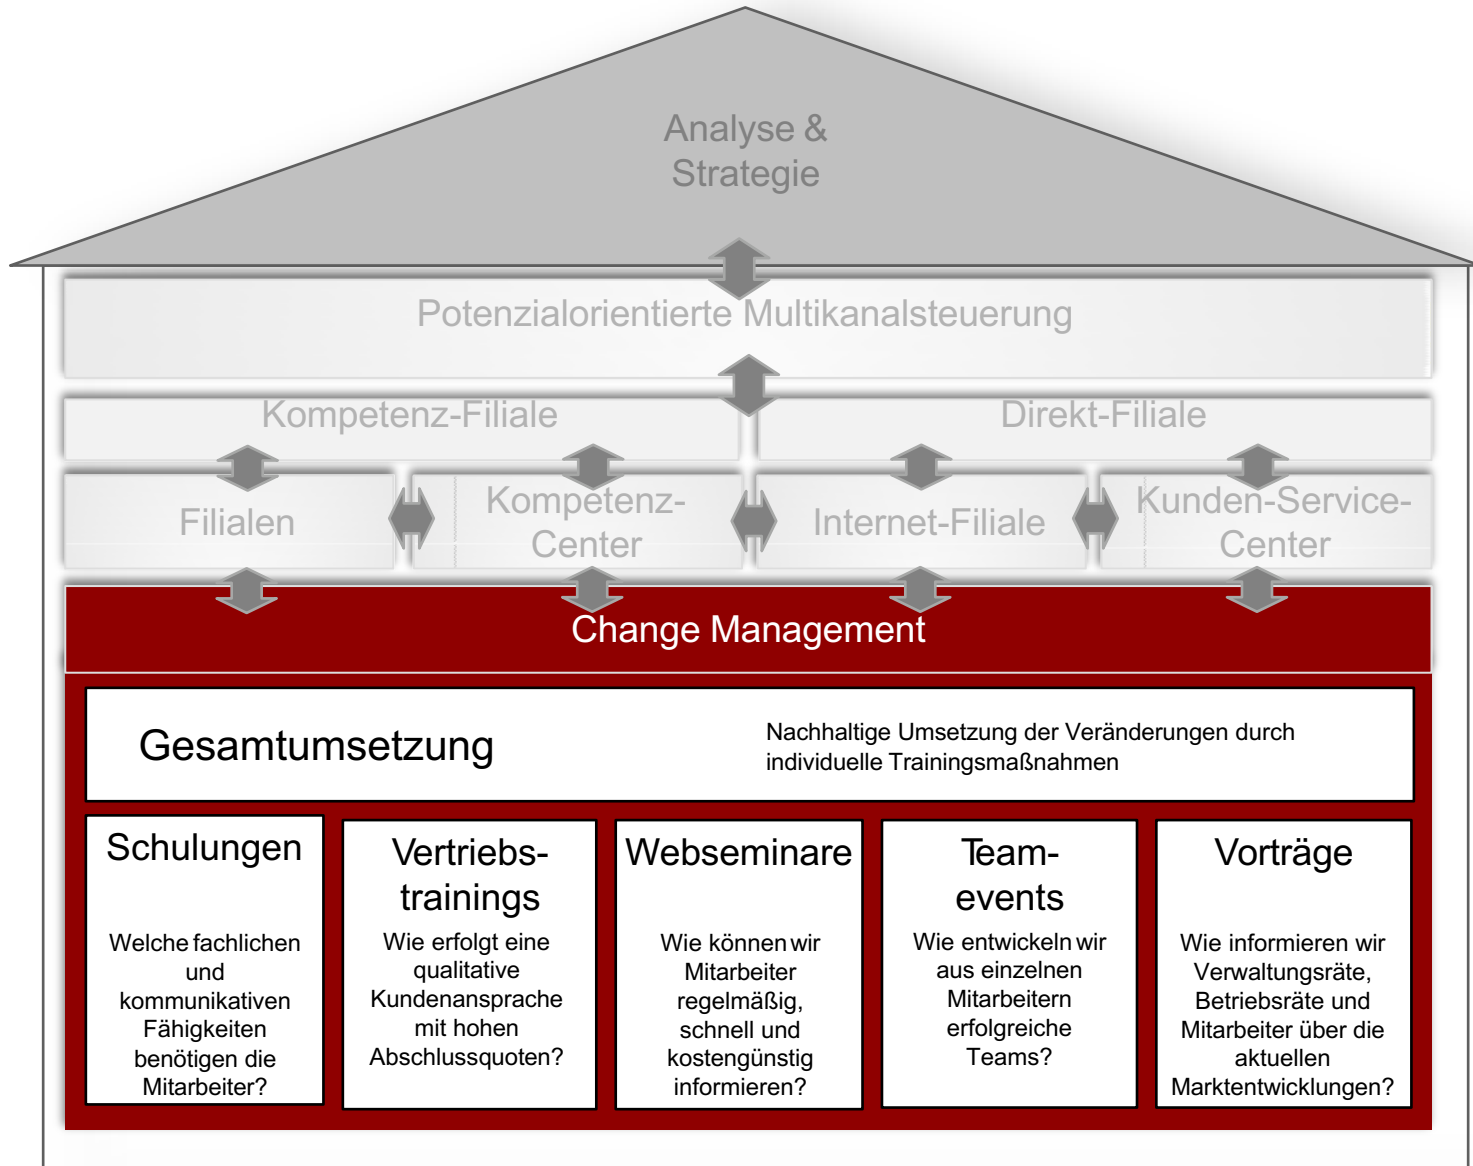 Analyse &
Strategie
Potenzialorientierte Multikanalsteuerung
Kompetenz-Filiale
Direkt-Filiale
Filialen
Kompetenz-
Center
Internet-Filiale
Kunden-Service-
Center
Change Management
Gesamtumsetzung
Nachhaltige Umsetzung der Veränderungen durch
individuelle Trainingsmaßnahmen
Schulungen
Welche fachlichen
und
kommunikativen
Fähigkeiten
benötigen die
Mitarbeiter?
Vertriebs-
trainings
Wie erfolgt eine
qualitative
Kundenansprache
mit hohen
Abschlussquoten?
Webseminare
Wie können wir
Mitarbeiter
regelmäßig,
schnell und
kostengünstig
informieren?
Team-
events
Wie entwickeln wir
aus einzelnen
Mitarbeitern
erfolgreiche
Teams?
Vorträge
Wie informieren wir
Verwaltungsräte,
Betriebsräte und
Mitarbeiter über die
aktuellen
Marktentwicklungen?